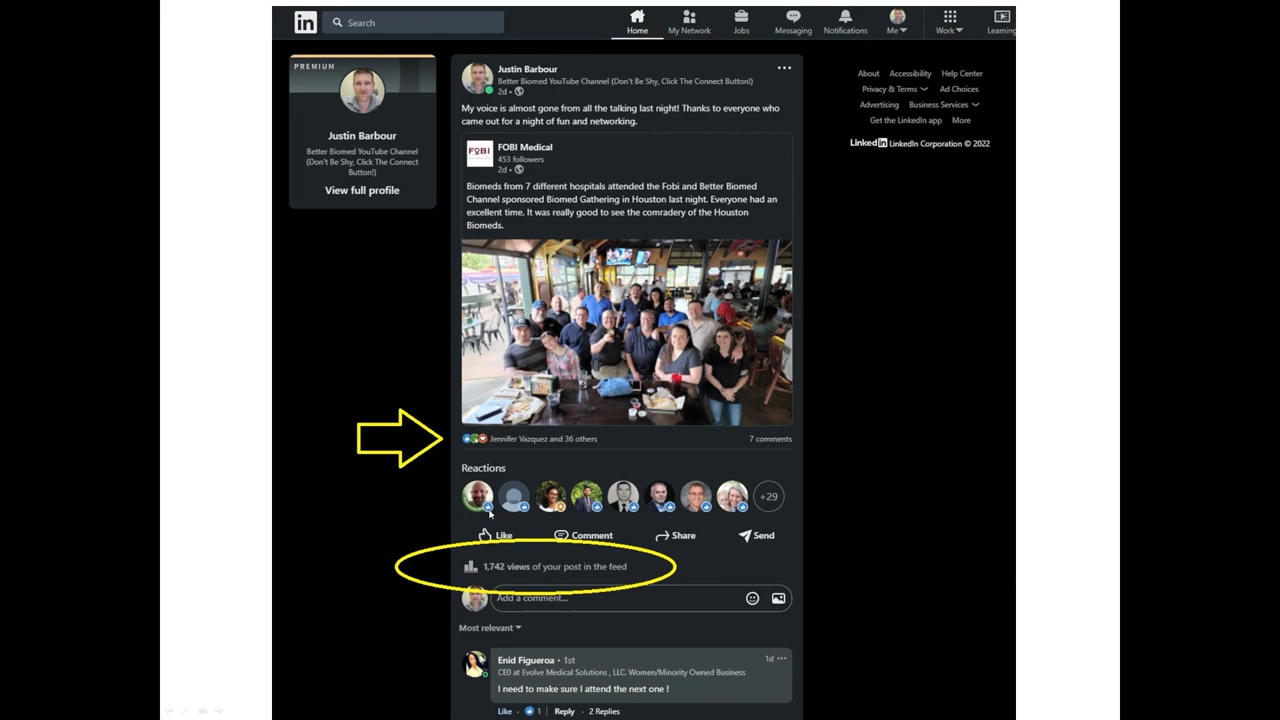 in
Search
Home
My Network
Jobs
Messaging
Notifications
Me
Work
Learning
PREMIUM
Justin Barbour
Better Biomed YouTube Channel
(Don't Be Shy, Click The Connect
Button!)
View full profile
Justin Barbour
Better Biomed YouTube Channel (Don't Be Shy, Click The Connect Button!)
2d •
My voice is almost gone from all the talking last night! Thanks to everyone who
came out for a night of fun and networking.
FOBI
FOBI Medical
453 followers
2d •
Biomeds from 7 different hospitals attended the Fobi and Better Biomed
Channel sponsored Biomed Gathering in Houston last night. Everyone had an
excellent time. It was really good to see the comradery of the Houston
Biomeds.
Jennifer Vazquez and 36 others
7 comments
Reactions
+29
Like
Comment
Share
Send
1,742 views of your post in the feed
Add a comment...
Most relevant
Enid Figueroa • 1st
1d
CEO at Evolve Medical Solutions , LLC. Women/Minority Owned Business
I need to make sure I attend the next one !
Like • 1 | Reply • 2 Replies
About Accessibility Help Center
Privacy & Terms Ad Choices
Advertising Business Services
Get the LinkedIn app More
LinkedIn LinkedIn Corporation © 2022